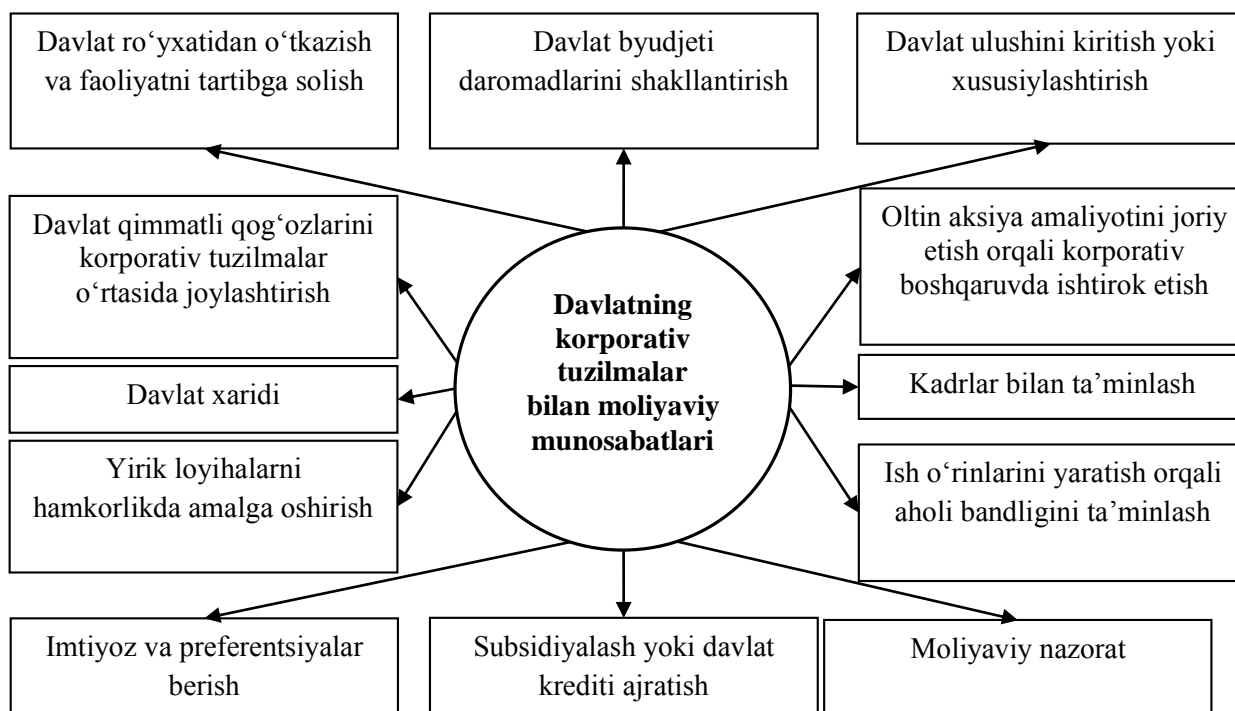 Davlat ro‘yxatidan o‘tkazish
va faoliyatni tartibga solish
Davlat byudjeti
daromadlarini shakllantirish
Davlat ulushini kiritish yoki
xususiylashtirish
Davlat qimmatli qog‘ozlarini
korporativ tuzilmalar
o‘rtasida joylashtirish
Oltin aksiya amaliyotini joriy
etish orqali korporativ
boshqaruvda ishtirok etish
Davlatning
korporativ
tuzilmalar
bilan moliyaviy
munosabatlari
Davlat xaridi
Kadrlar bilan ta’minlash
Yirik loyihalarni
hamkorlikda amalga oshirish
Ish o‘rinlarini yaratish orqali
aholi bandligini ta’minlash
Imtiyoz va preferentsiyalar
berish
Subsidiyalash yoki davlat
krediti ajratish
Moliyaviy nazorat